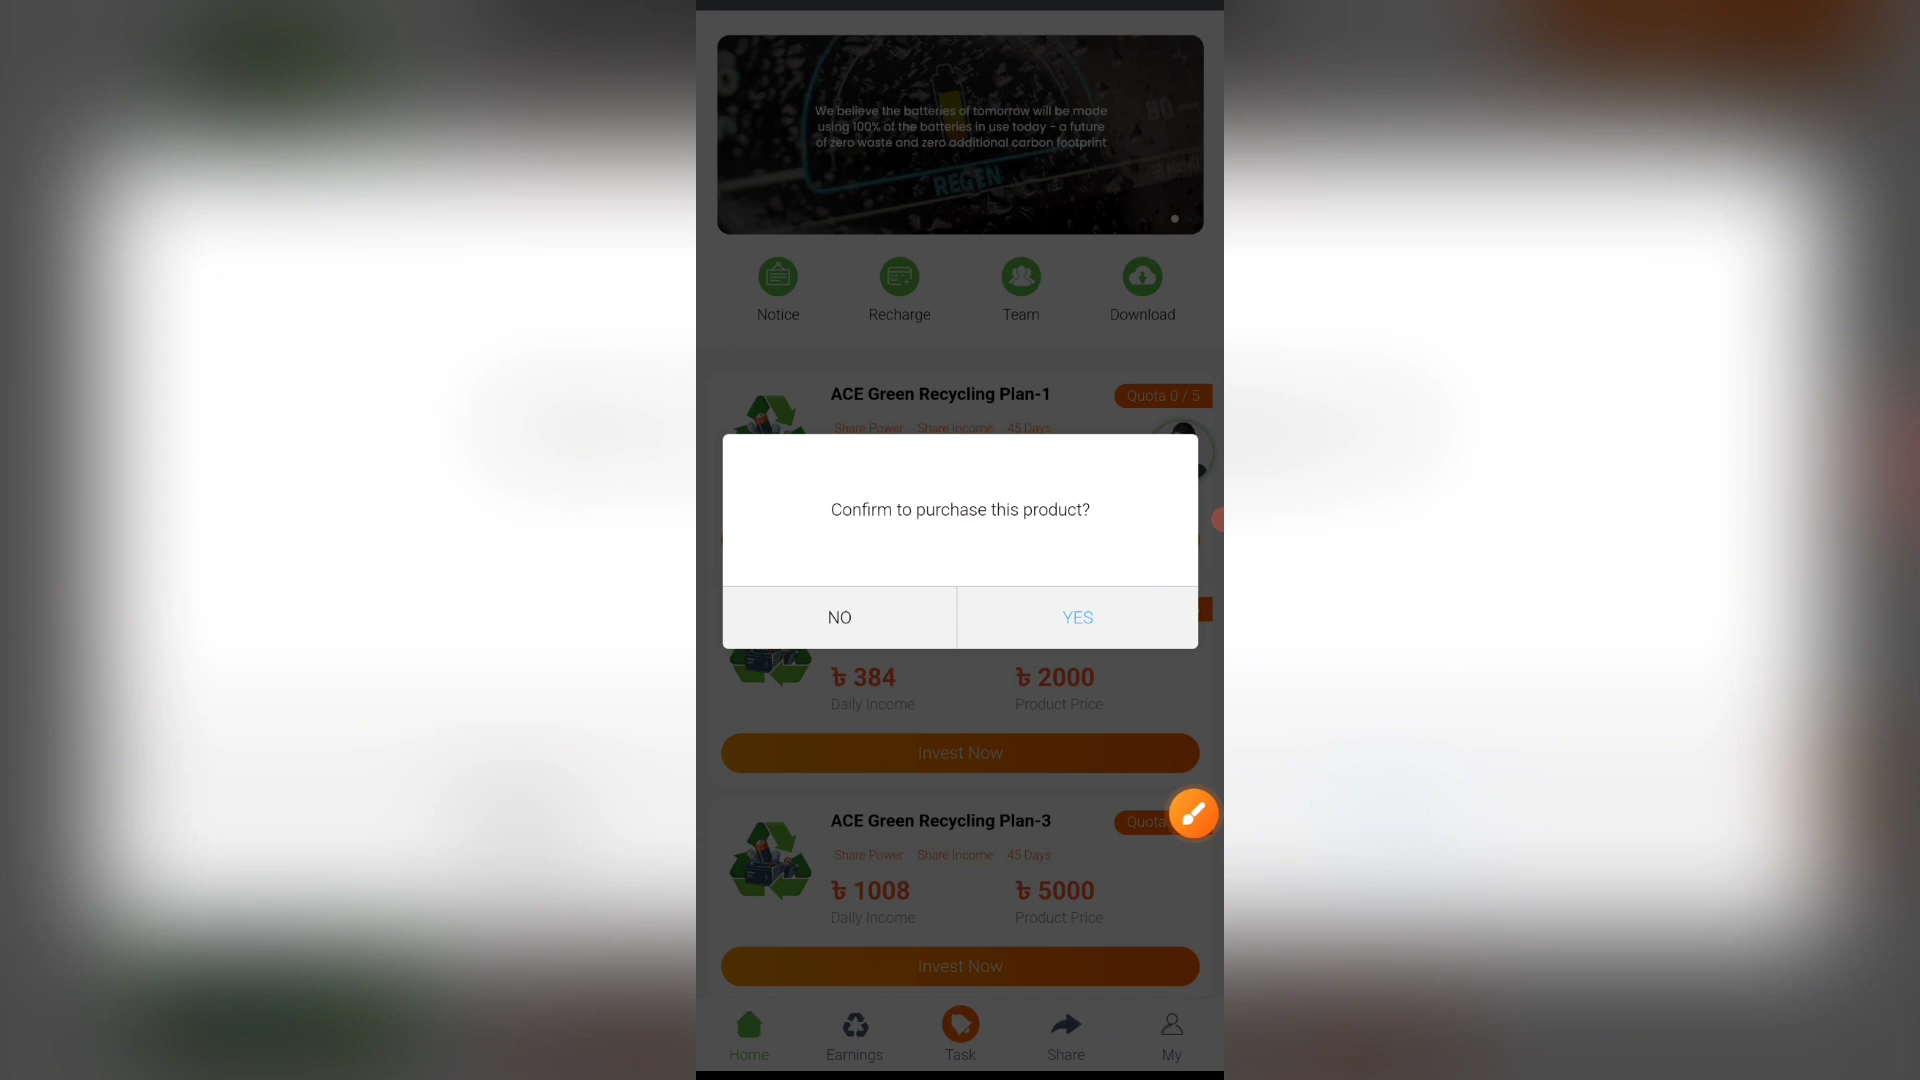 We believe the batteries of tomorrow will be made
using 100% of the batteries in use today - a future
of zero waste and zero additional carbon footprint
80
REGEN
Notice
Recharge
Team
Download
ACE Green Recycling Plan-1
Quota 0 / 5
Share Power Share Income 45 Days
Confirm to purchase this product?
NO
YES
৳ 384
৳ 2000
Daily Income
Product Price
Invest Now
ACE Green Recycling Plan-3
Quota
Share Power Share Income 45 Days
৳ 1008
৳ 5000
Daily Income
Product Price
Invest Now
Home
Earnings
Task
Share
My